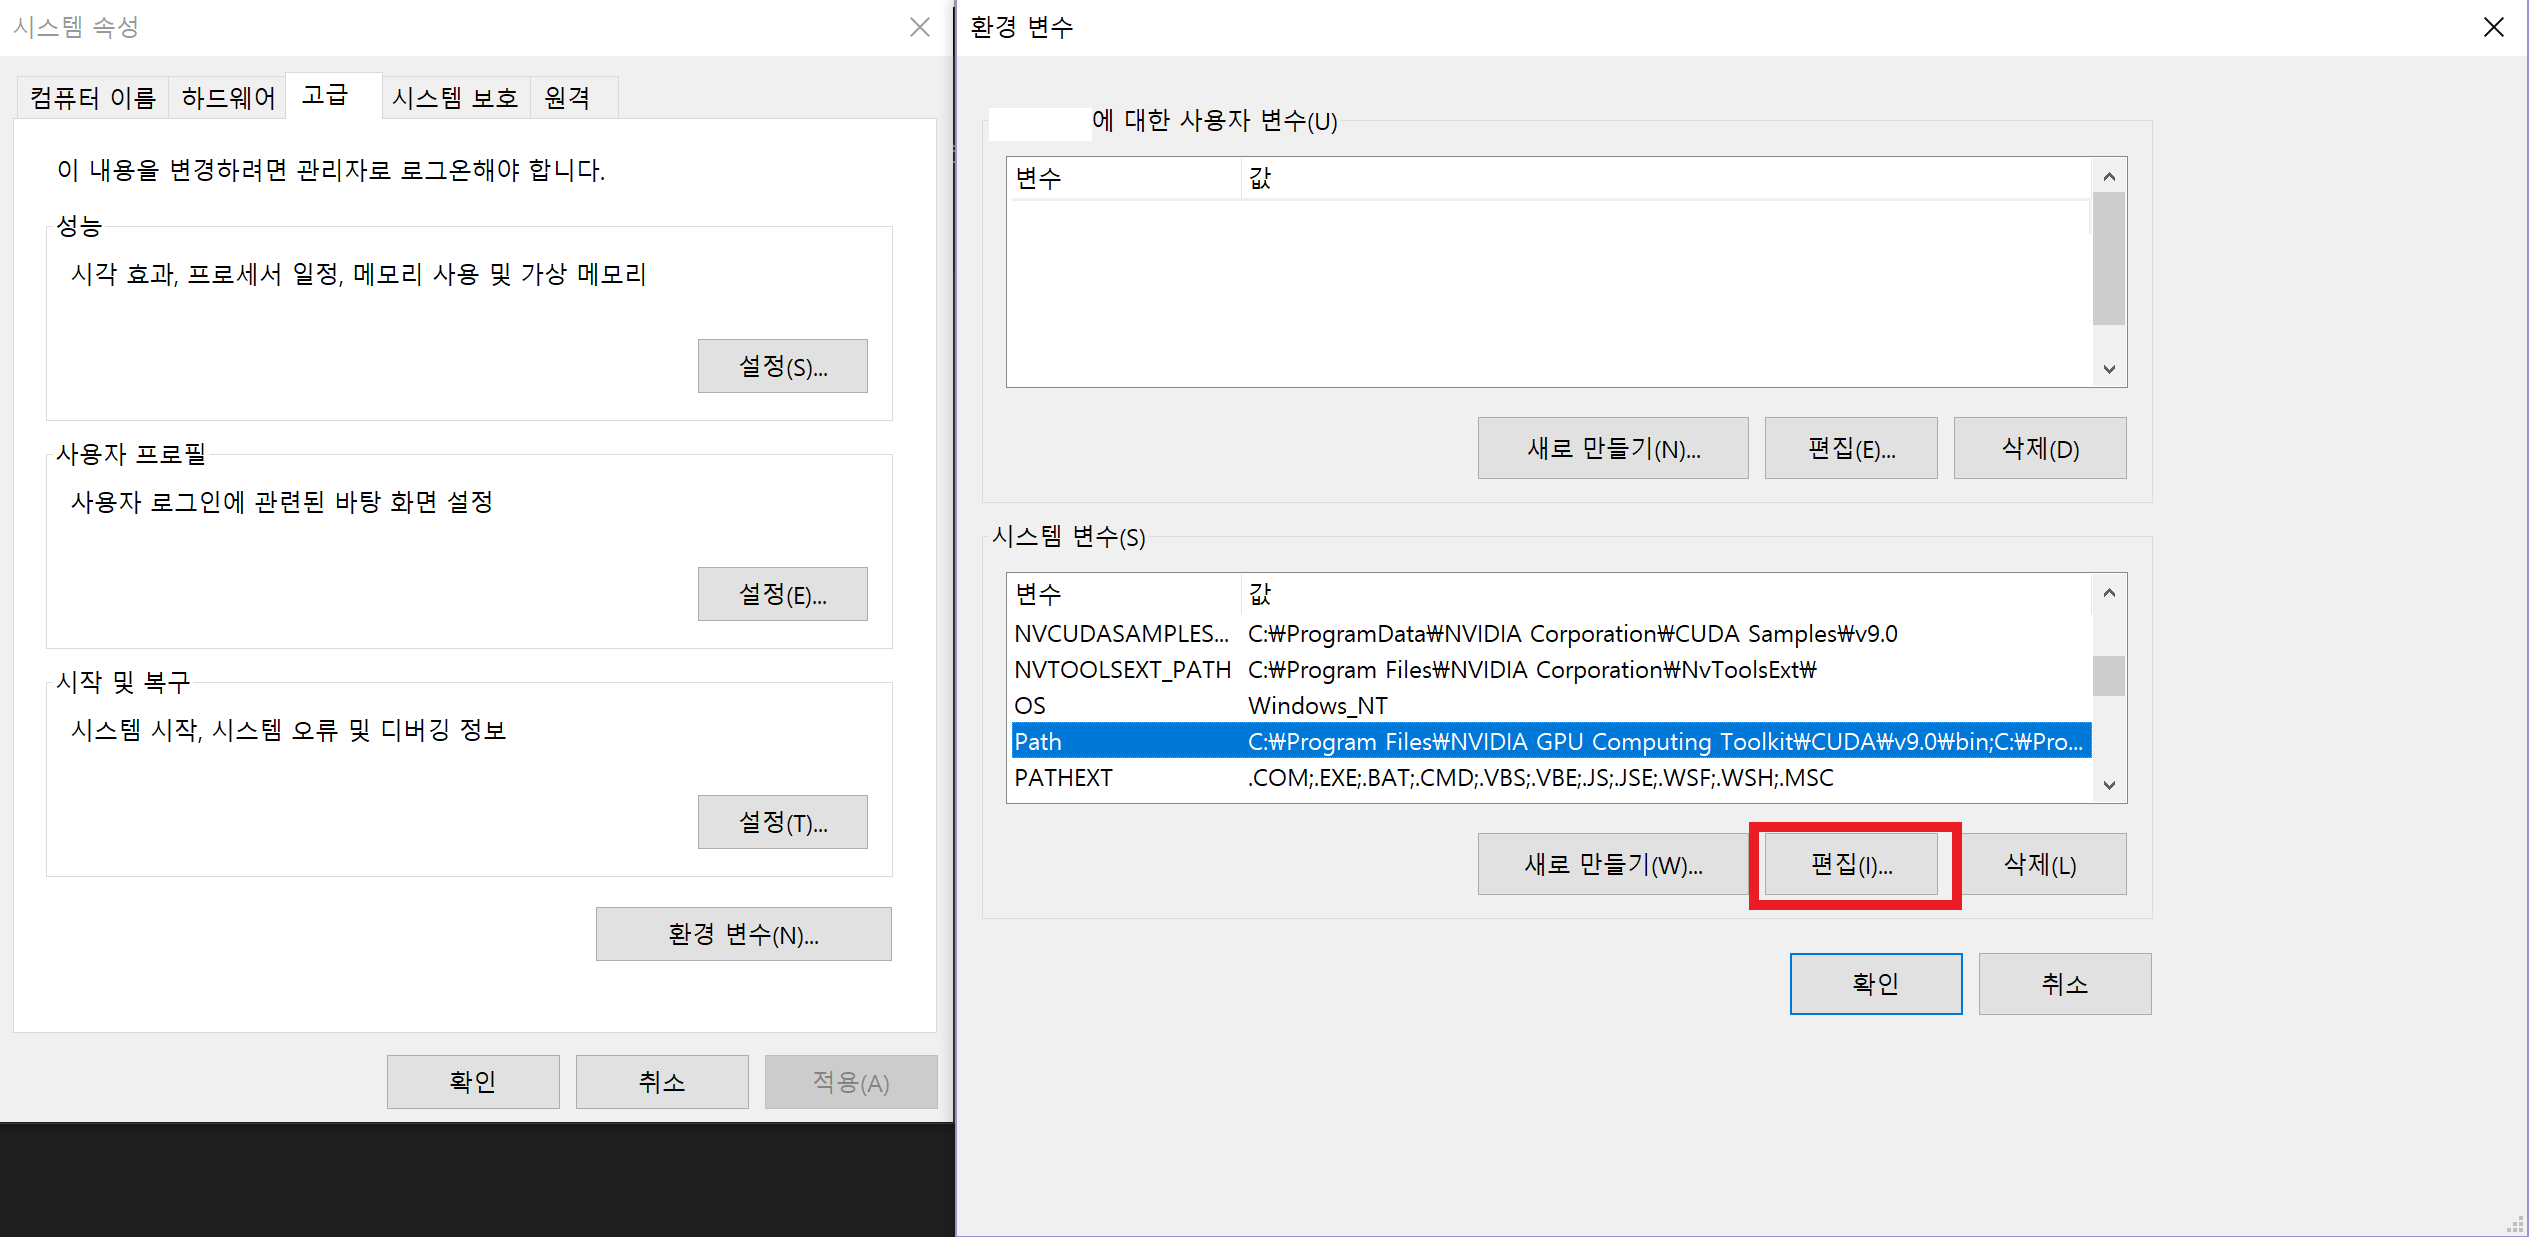 시스템 속성
컴퓨터 이름 하드웨어 고급 시스템 보호 원격
이 내용을 변경하려면 관리자로 로그온해야 합니다.
성능
시각 효과, 프로세서 일정, 메모리 사용 및 가상 메모리
설정(S)...
사용자 프로필
사용자 로그인에 관련된 바탕 화면 설정
설정(E)...
시작 및 복구
시스템 시작, 시스템 오류 및 디버깅 정보
설정(T)...
환경 변수(N)...
확인 취소 적용(A)
환경 변수
에 대한 사용자 변수(U)
변수 값
새로 만들기(N)... 편집(E)... 삭제(D)
시스템 변수(S)
변수 값
NVCUDASAMPLES... C:₩ProgramData₩NVIDIA Corporation₩CUDA Samples₩v9.0
NVTOOLSEXT_PATH C:₩Program Files₩NVIDIA Corporation₩NvToolsExt₩
OS Windows_NT
Path C:₩Program Files₩NVIDIA GPU Computing Toolkit₩CUDA₩v9.0₩bin;C:₩Pro...
PATHEXT .COM;.EXE;.BAT;.CMD;.VBS;.VBE;.JS;.JSE;.WSF;.WSH;.MSC
새로 만들기(W)... 편집(I)... 삭제(L)
확인 취소